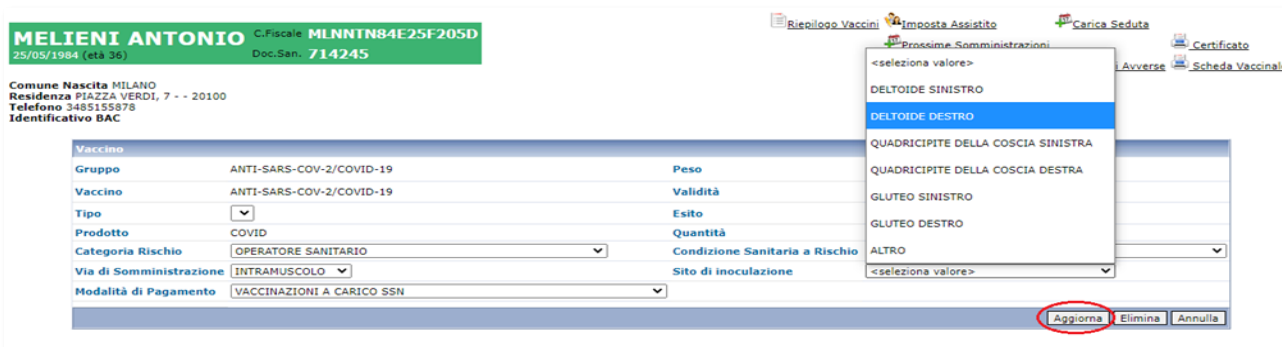 Riepilogo Vaccini Imposta Assistito Carica Seduta
MELIENI ANTONIO C.Fiscale MLNNTN84E25F205D
25/05/1984 (età 36) Doc.San. 714245
Prossime Somministrazioni Certificato
Avverse Scheda Vaccinal
Comune Nascita MILANO
Residenza PIAZZA VERDI, 7 - - 20100
Telefono 3485155878
Identificativo BAC
<seleziona valore>
DELTOIDE SINISTRO
DELTOIDE DESTRO
QUADRICIPITE DELLA COSCIA SINISTRA
QUADRICIPITE DELLA COSCIA DESTRA
GLUTEO SINISTRO
GLUTEO DESTRO
ALTRO
Vaccino
Gruppo ANTI-SARS-COV-2/COVID-19 Peso
Vaccino ANTI-SARS-COV-2/COVID-19 Validità
Tipo Esito
Prodotto COVID Quantità
Categoria Rischio OPERATORE SANITARIO Condizione Sanitaria a Rischio
Via di Somministrazione INTRAMUSCOLO Sito di inoculazione <seleziona valore>
Modalità di Pagamento VACCINAZIONI A CARICO SSN
Aggiorna Elimina Annulla